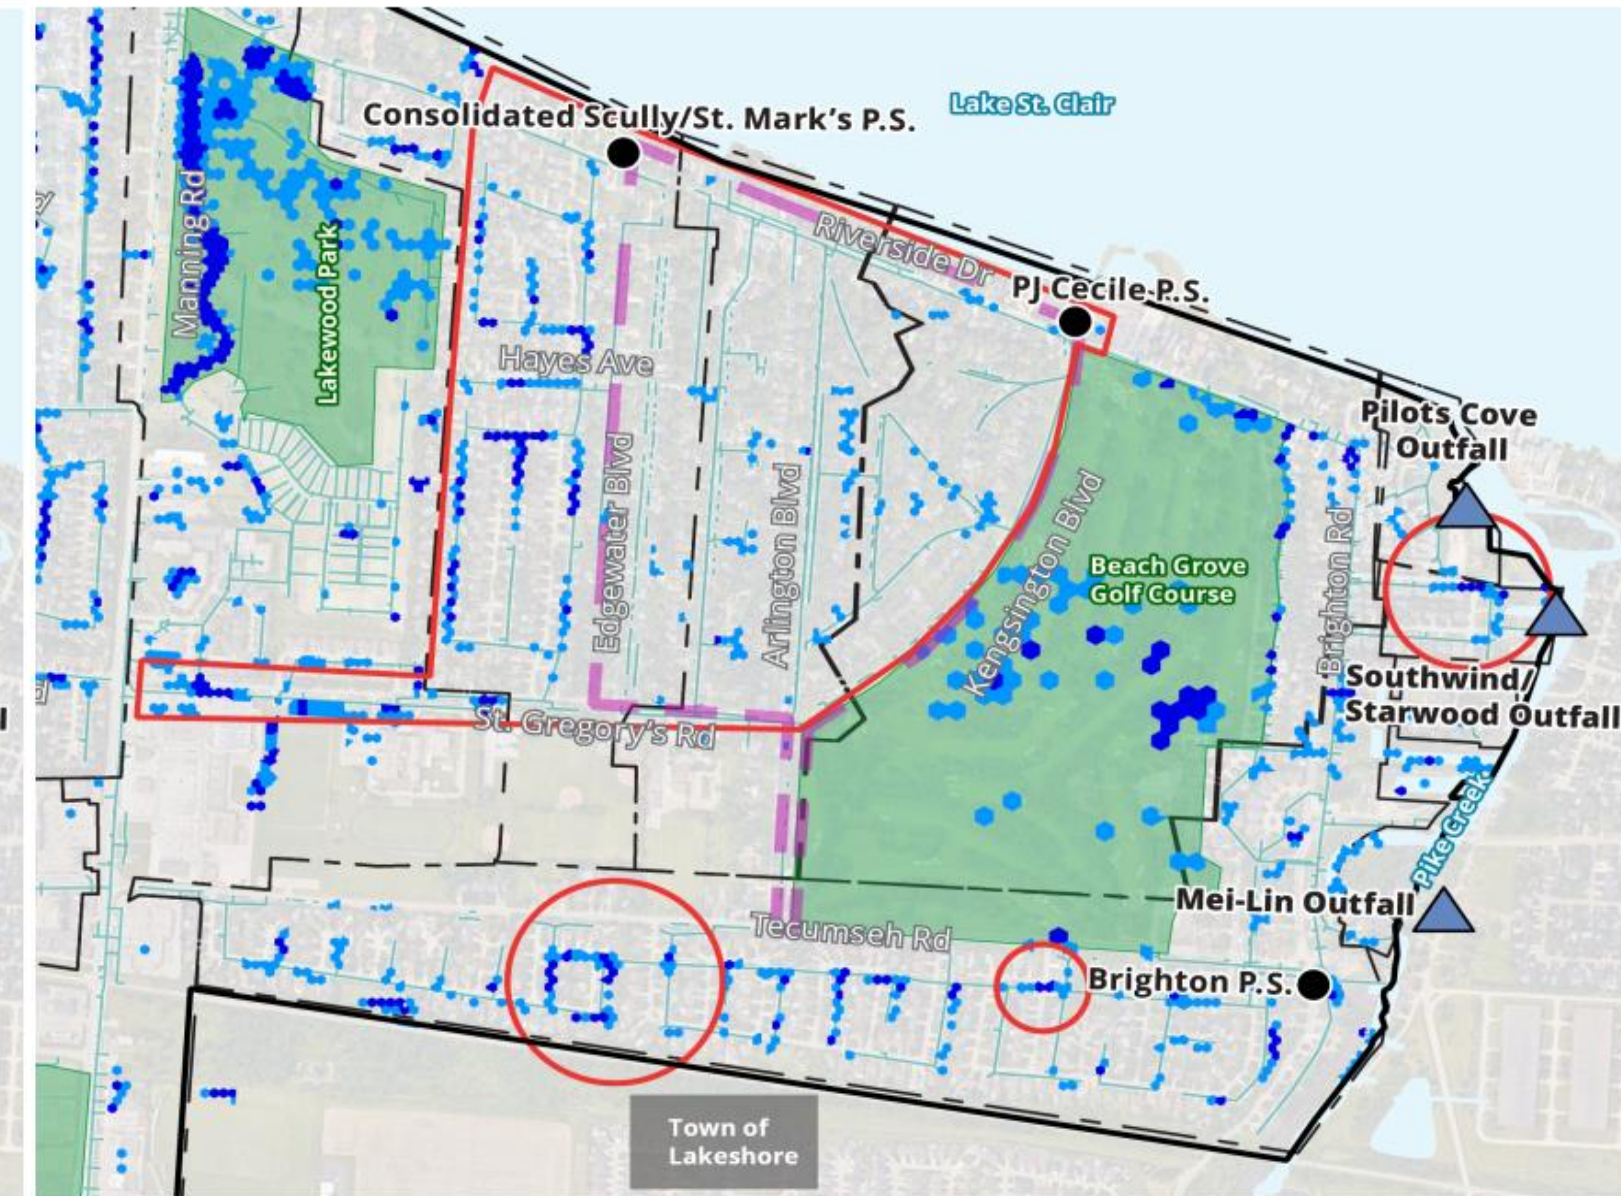 Lake St. Clair
Consolidated Scully/St. Mark's P.S.
Manning Rd
Lakewood Park
Riverside Dr
PJ Cecile P.S.
Hayes Ave
Edgewater Blvd
Arlington Blvd
Kengsington Blvd
Beach Grove
Golf Course
Brighton Rd
Pilots Cove
Outfall
Southwind/
Starwood Outfall
St. Gregory's Rd
Pike Creek
Mei-Lin Outfall
Tecumseh Rd
Brighton P.S.
Town of
Lakeshore